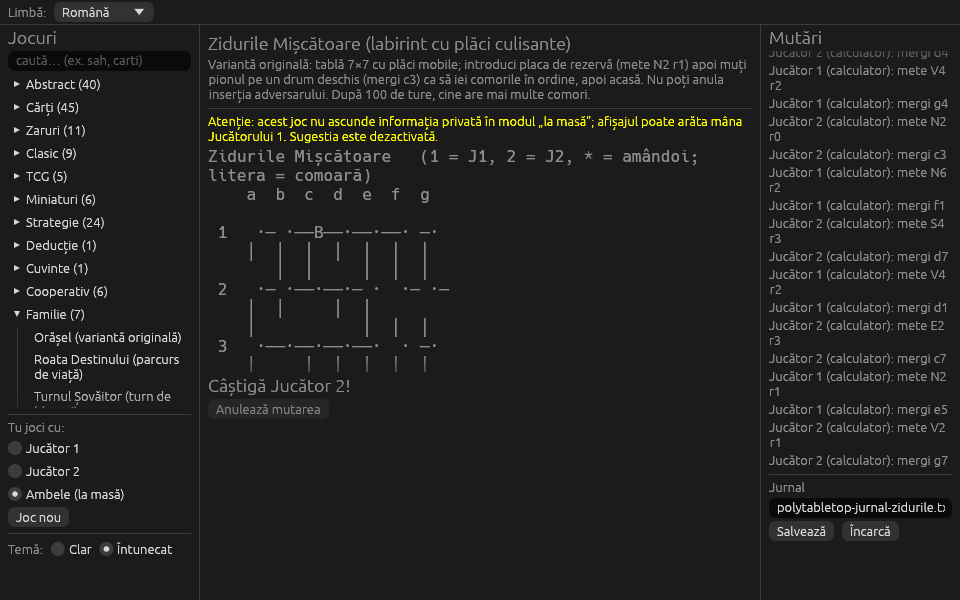 Limbă: Română
Jocuri
caută... (ex. sah, carti)
Abstract (40)
Cărți (45)
Zaruri (11)
Clasic (9)
TCG (5)
Miniaturi (6)
Strategie (24)
Deducție (1)
Cuvinte (1)
Cooperativ (6)
Familie (7)
Orășel (variantă originală)
Roata Destinului (parcurs
de viață)
Turnul Șovăitor (turn de
Tu joci cu:
Jucător 1
Jucător 2
Ambele (la masă)
Joc nou
Temă: Clar Întunecat
Zidurile Mișcătoare (labirint cu plăci culisante)
Variantă originală: tablă 7×7 cu plăci mobile; introduci placa de rezervă (mete N2 r1) apoi muți
pionul pe un drum deschis (mergi c3) ca să iei comorile în ordine, apoi acasă. Nu poți anula
inserția adversarului. După 100 de ture, cine are mai multe comori.
Atenție: acest joc nu ascunde informația privată în modul „la masă”; afișajul poate arăta mâna
Jucătorului 1. Sugestia este dezactivată.
Zidurile Mișcătoare (1 = J1, 2 = J2, * = amândoi;
litera = comoară)
a b c d e f g
1 ·— ·——B——·——·——· —·
| | | | | | |
| | | | |
2 ·— ·——·——·— · ·— ·—
| | | |
| | | |
3 ·——·——·——·——· · —·
| | | | | |
Câștigă Jucător 2!
Anulează mutarea
Mutări
Jucător 2 (calculator): mergi d4
Jucător 1 (calculator): mete V4
r2
Jucător 1 (calculator): mergi g4
Jucător 2 (calculator): mete N2
r0
Jucător 2 (calculator): mergi c3
Jucător 1 (calculator): mete N6
r2
Jucător 1 (calculator): mergi f1
Jucător 2 (calculator): mete S4
r3
Jucător 2 (calculator): mergi d7
Jucător 1 (calculator): mete V4
r2
Jucător 1 (calculator): mergi d1
Jucător 2 (calculator): mete E2
r3
Jucător 2 (calculator): mergi c7
Jucător 1 (calculator): mete N2
r1
Jucător 1 (calculator): mergi e5
Jucător 2 (calculator): mete V2
r1
Jucător 2 (calculator): mergi g7
Jurnal
polytabletop-jurnal-zidurile.tx
Salvează Încarcă